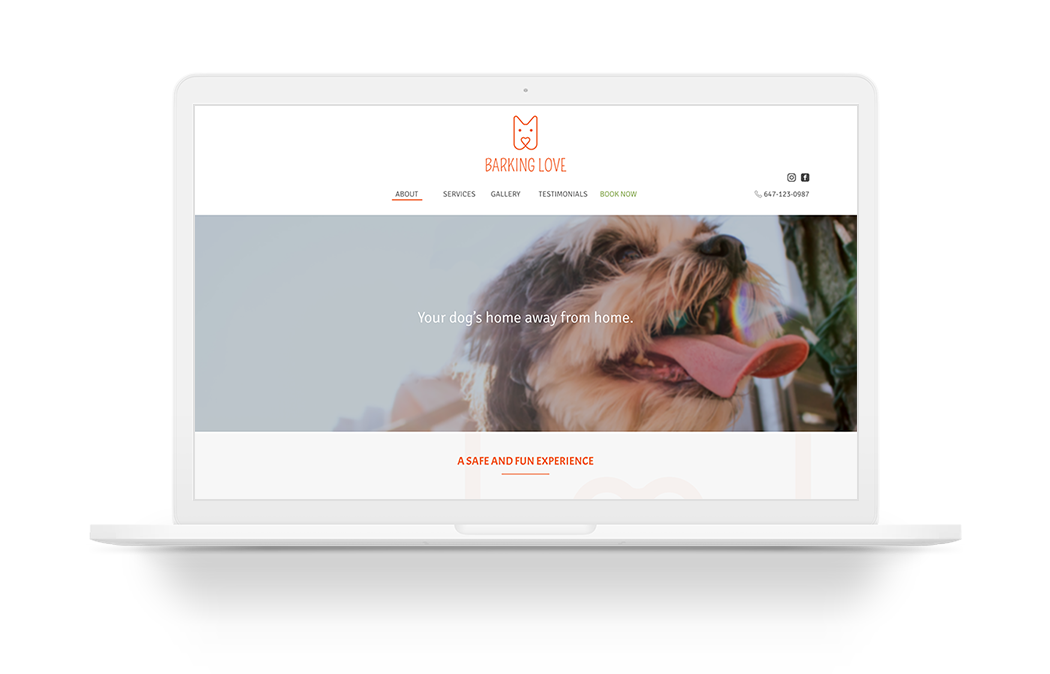 BARKING LOVE
ABOUT SERVICES GALLERY TESTIMONIALS BOOK NOW 647-123-0987
Your dog's home away from home.
A SAFE AND FUN EXPERIENCE